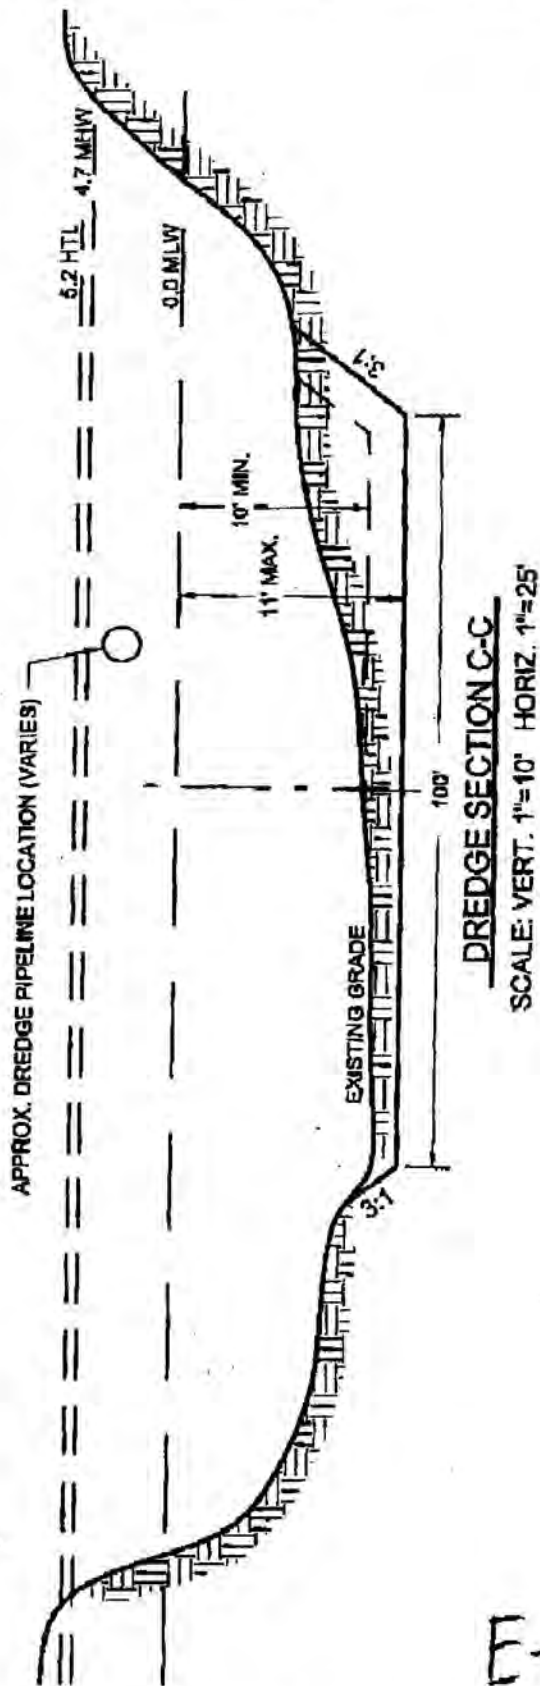 APPROX. DREDGE PIPELINE LOCATION (VARIES)
5.2 HTL
4.7 MHW
0.0 MLW
10' MIN.
11' MAX.
EXISTING GRADE
3:1
3:1
100'
DREDGE SECTION C-C
SCALE: VERT. 1"=10' HORIZ. 1"=25'